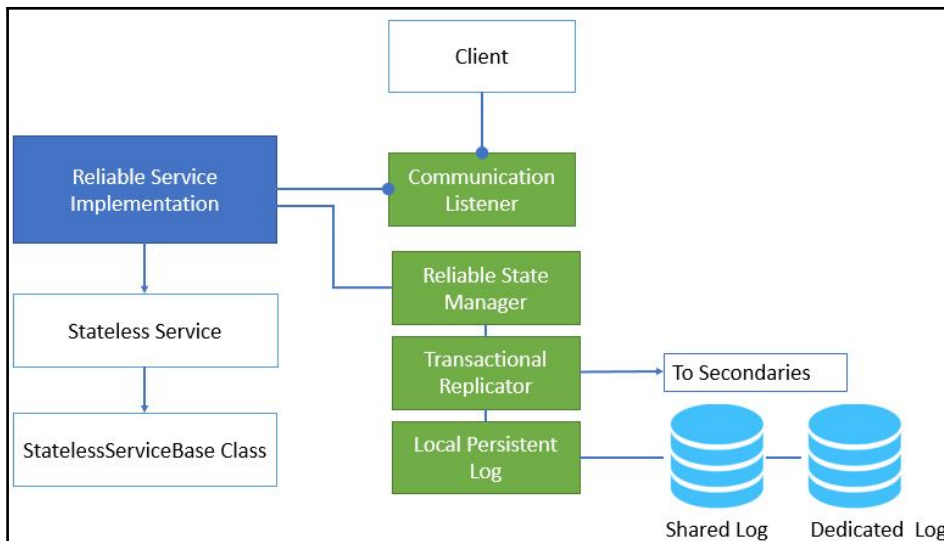 Client
Reliable Service
Implementation
Communication
Listener
Reliable State
Manager
Stateless Service
Transactional
Replicator
To Secondaries
StatelessServiceBase Class
Local Persistent
Log
Shared Log
Dedicated Log